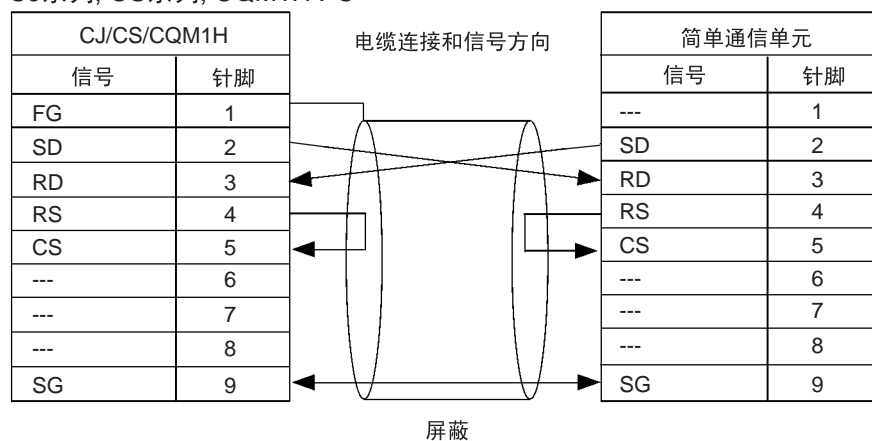 CJ/CS/CQM1H 电缆连接和信号方向 简单通信单元
信号 针脚 信号 针脚
FG 1 --- 1
SD 2 SD 2
RD 3 RD 3
RS 4 RS 4
CS 5 CS 5
--- 6 --- 6
--- 7 --- 7
--- 8 --- 8
SG 9 SG 9
屏蔽